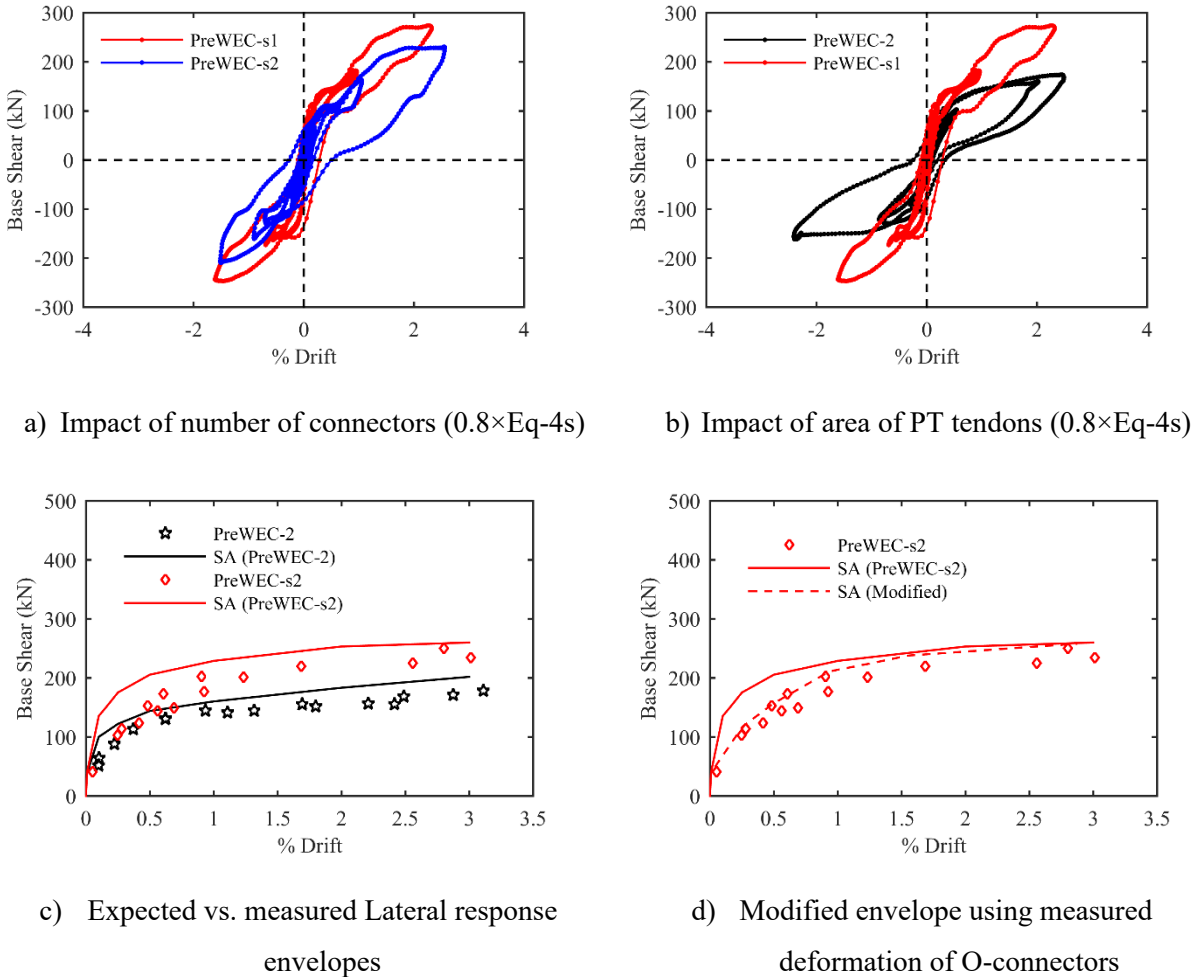 300
200
100
0
-100
-200
-300
Base Shear (kN)
PreWEC-s1
PreWEC-s2
-4
-2
0
2
4
% Drift
a) Impact of number of connectors (0.8×Eq-4s)
300
200
100
0
-100
-200
-300
Base Shear (kN)
PreWEC-2
PreWEC-s1
-4
-2
0
2
4
% Drift
b) Impact of area of PT tendons (0.8×Eq-4s)
500
400
300
200
100
0
Base Shear (kN)
PreWEC-2
SA (PreWEC-2)
PreWEC-s2
SA (PreWEC-s2)
0
0.5
1
1.5
2
2.5
3
3.5
% Drift
c) Expected vs. measured Lateral response
envelopes
500
400
300
200
100
0
Base Shear (kN)
PreWEC-s2
SA (PreWEC-s2)
SA (Modified)
0
0.5
1
1.5
2
2.5
3
3.5
% Drift
d) Modified envelope using measured
deformation of O-connectors